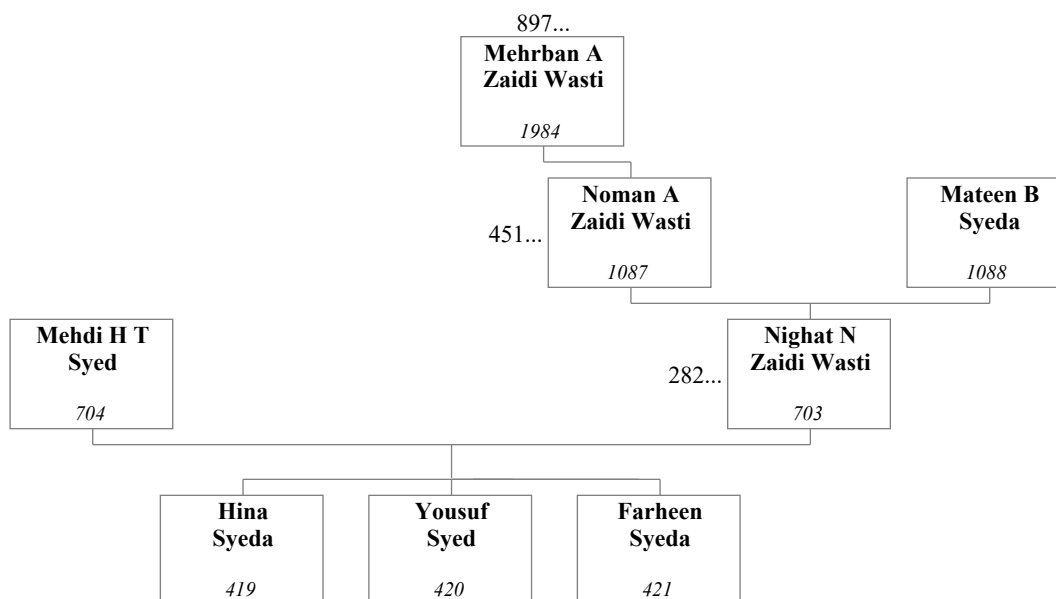 897...
Mehrban A
Zaidi Wasti
1984
451...
Noman A
Zaidi Wasti
1087
Mateen B
Syeda
1088
Mehdi H T
Syed
704
282...
Nighat N
Zaidi Wasti
703
Hina
Syeda
419
Yousuf
Syed
420
Farheen
Syeda
421